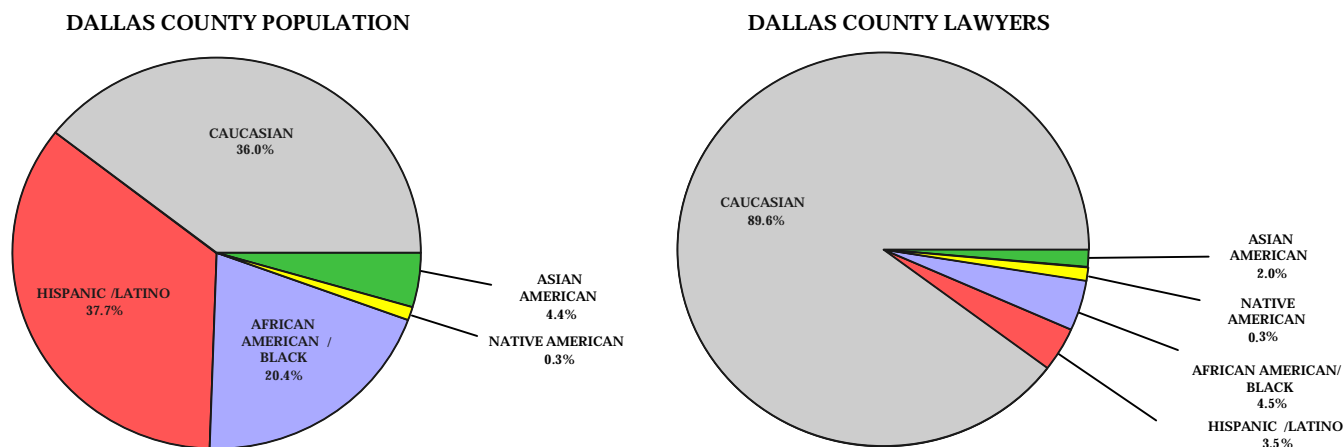 DALLAS COUNTY POPULATION
CAUCASIAN
36.0%
HISPANIC /LATINO
37.7%
AFRICAN
AMERICAN /
BLACK
20.4%
ASIAN
AMERICAN
4.4%
NATIVE AMERICAN
0.3%
DALLAS COUNTY LAWYERS
CAUCASIAN
89.6%
ASIAN
AMERICAN
2.0%
NATIVE
AMERICAN
0.3%
AFRICAN AMERICAN/
BLACK
4.5%
HISPANIC /LATINO
3.5%